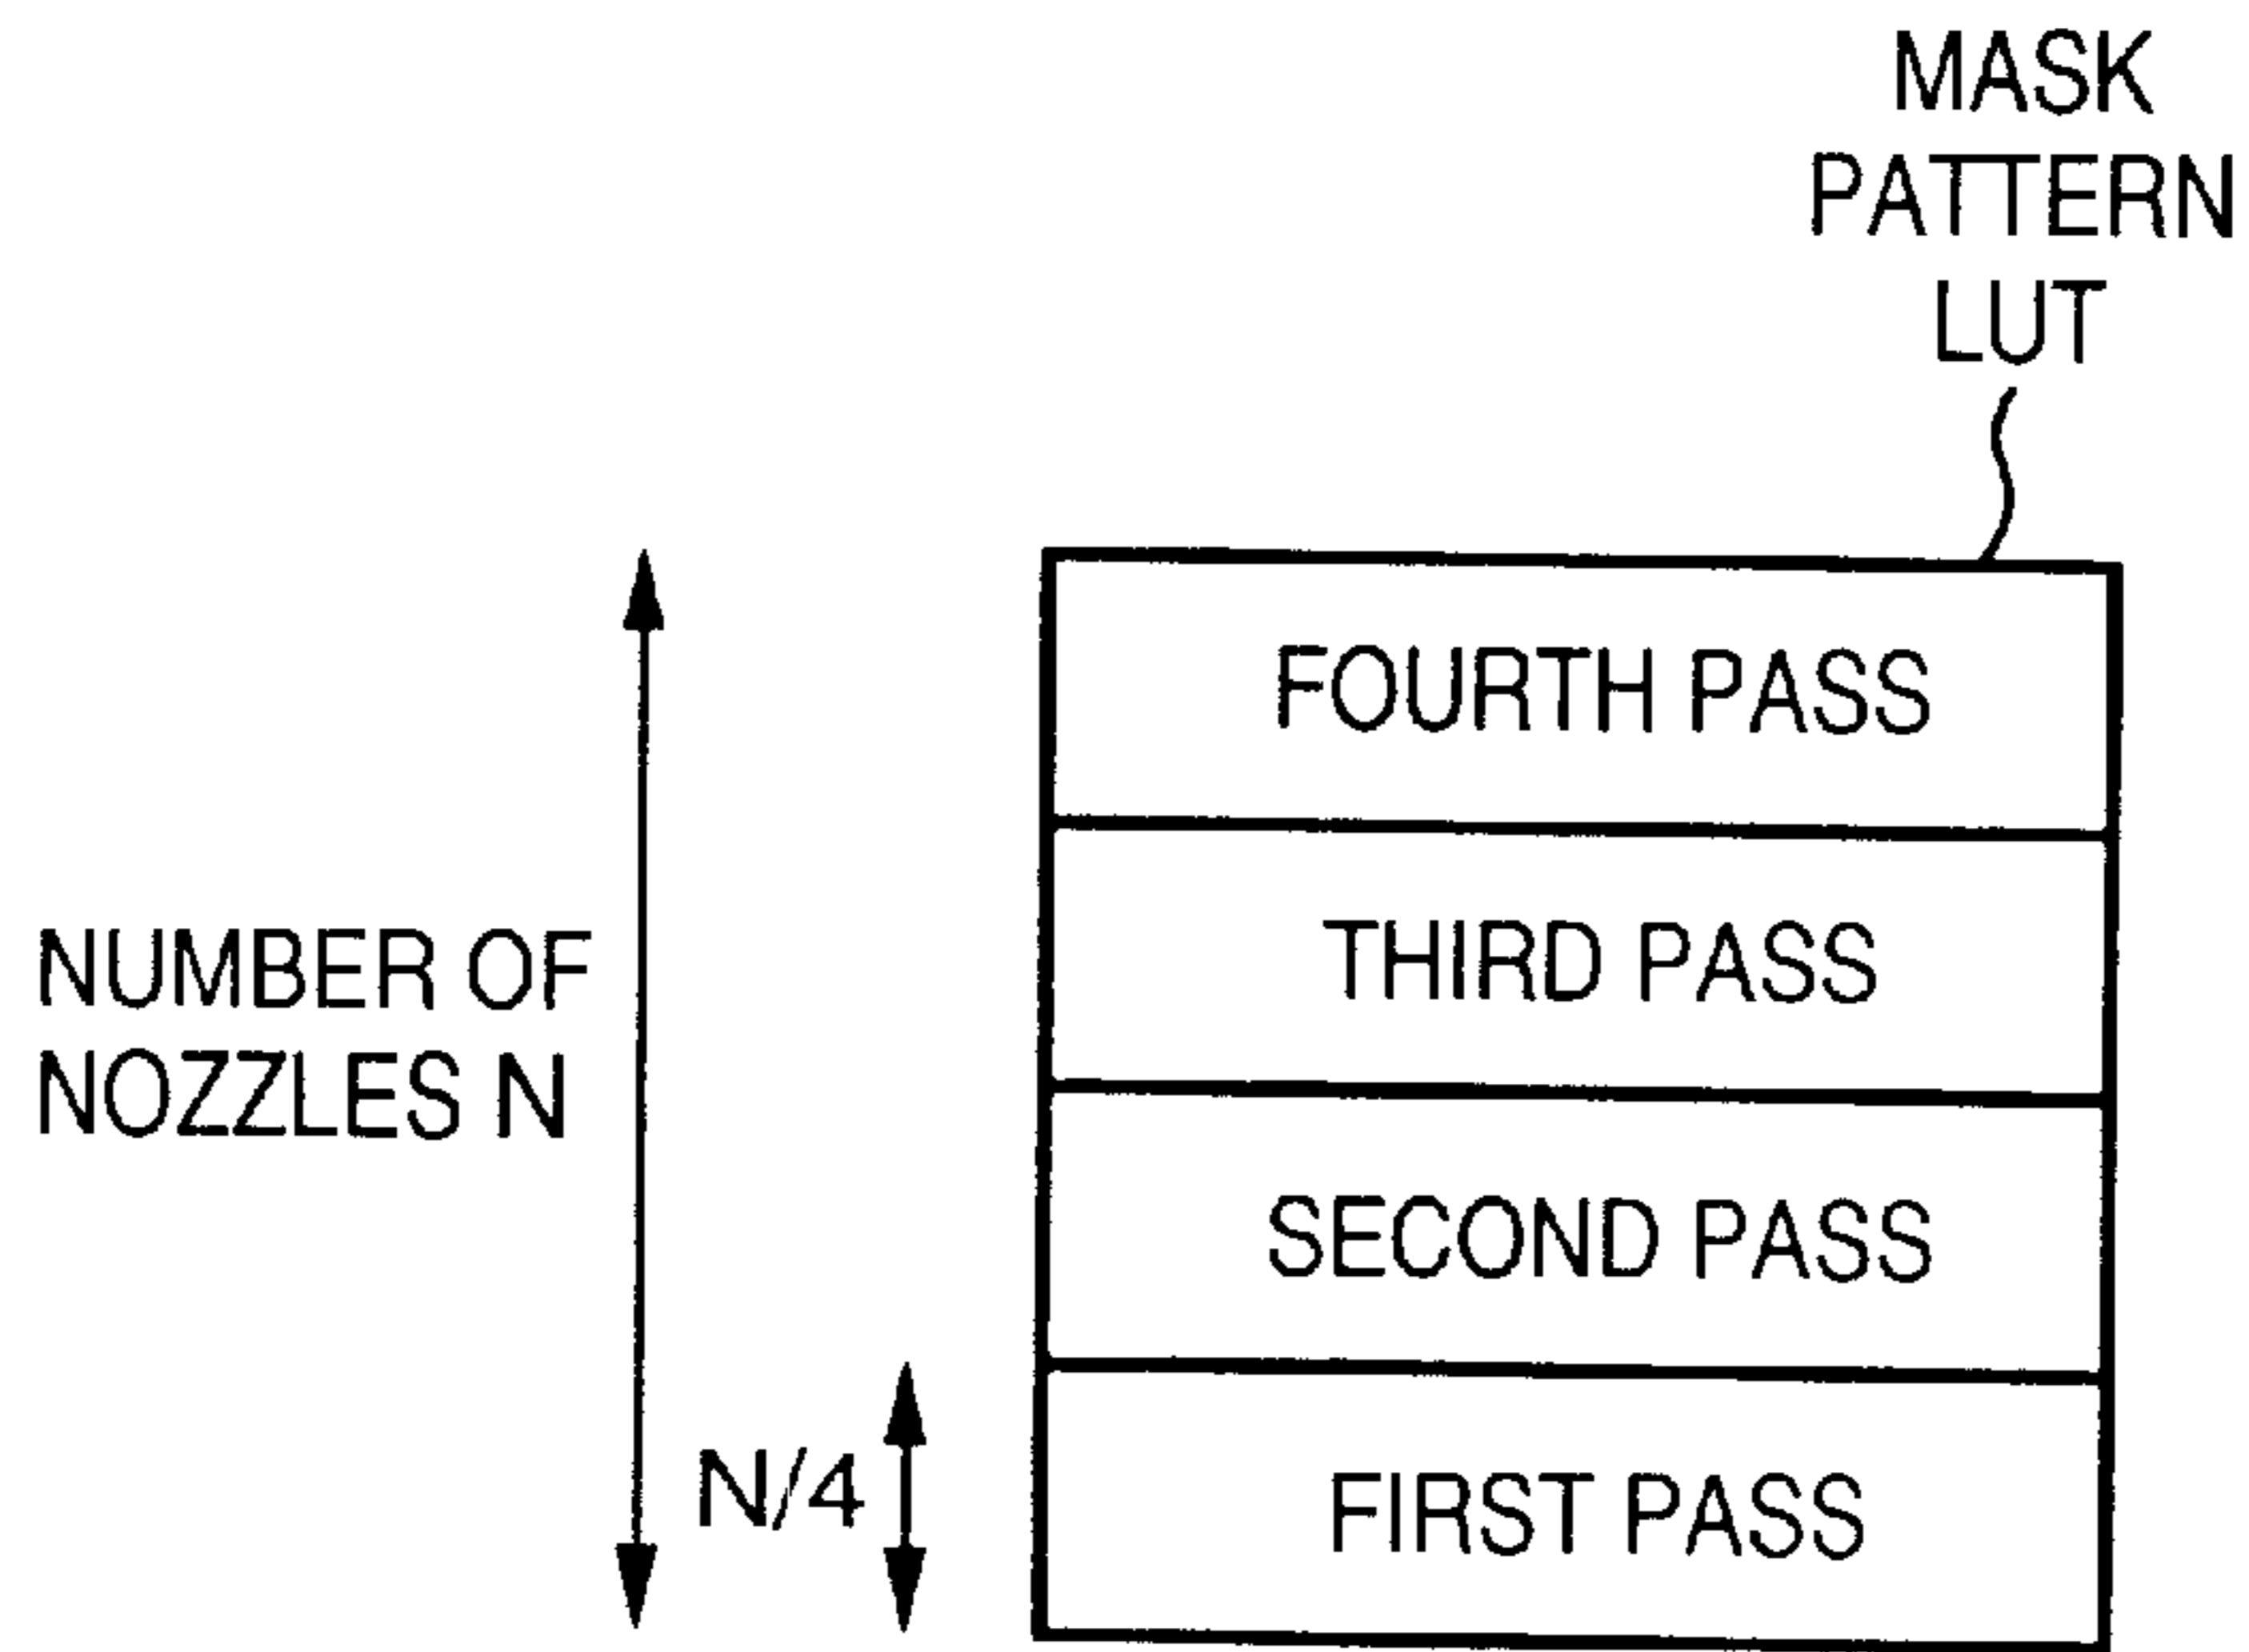 MASK
PATTERN
LUT
FOURTH PASS
THIRD PASS
NUMBER OF
NOZZLES N
SECOND PASS
N/4
FIRST PASS